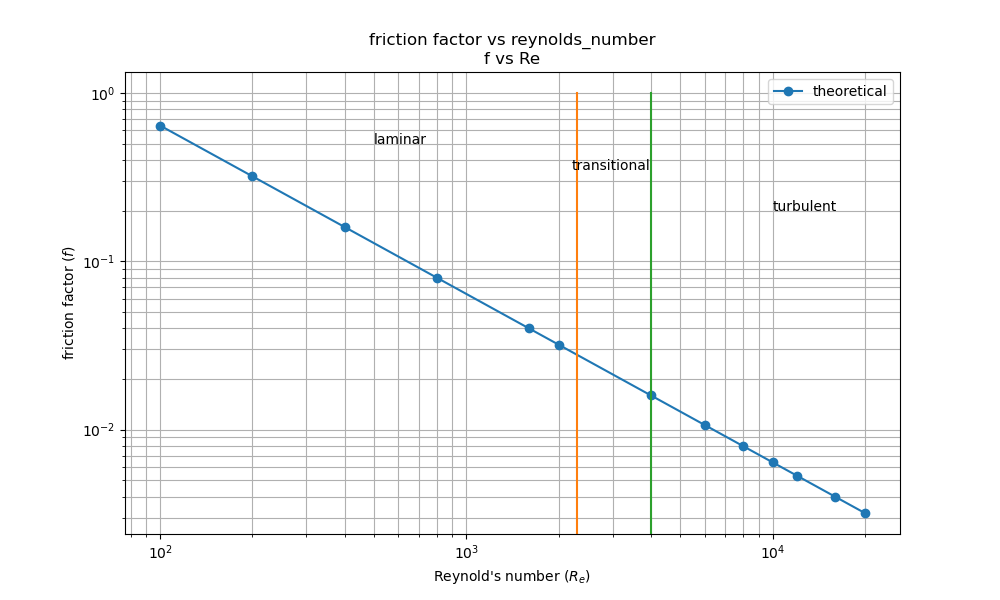 friction factor vs reynolds_number
f vs Re
theoretical
laminar
transitional
turbulent
friction factor (f)
10⁰
10⁻¹
10⁻²
10²
10³
10⁴
Reynold's number (Rₑ)